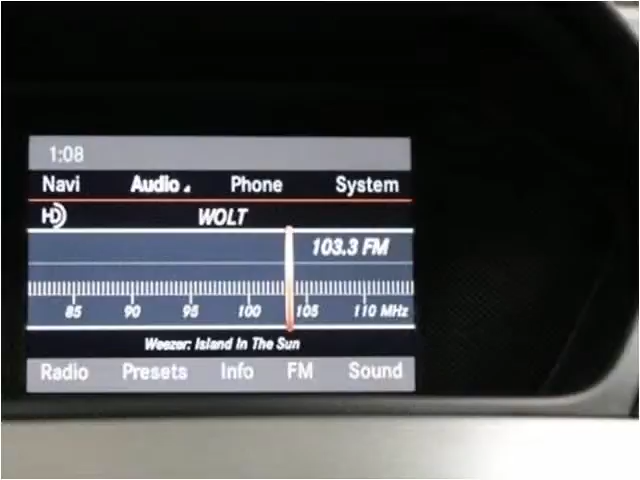 1:08
Navi Audio Phone System
HD WOLT
103.3 FM
85 90 95 100 105 110 MHz
Weezer: Island In The Sun
Radio Presets Info FM Sound